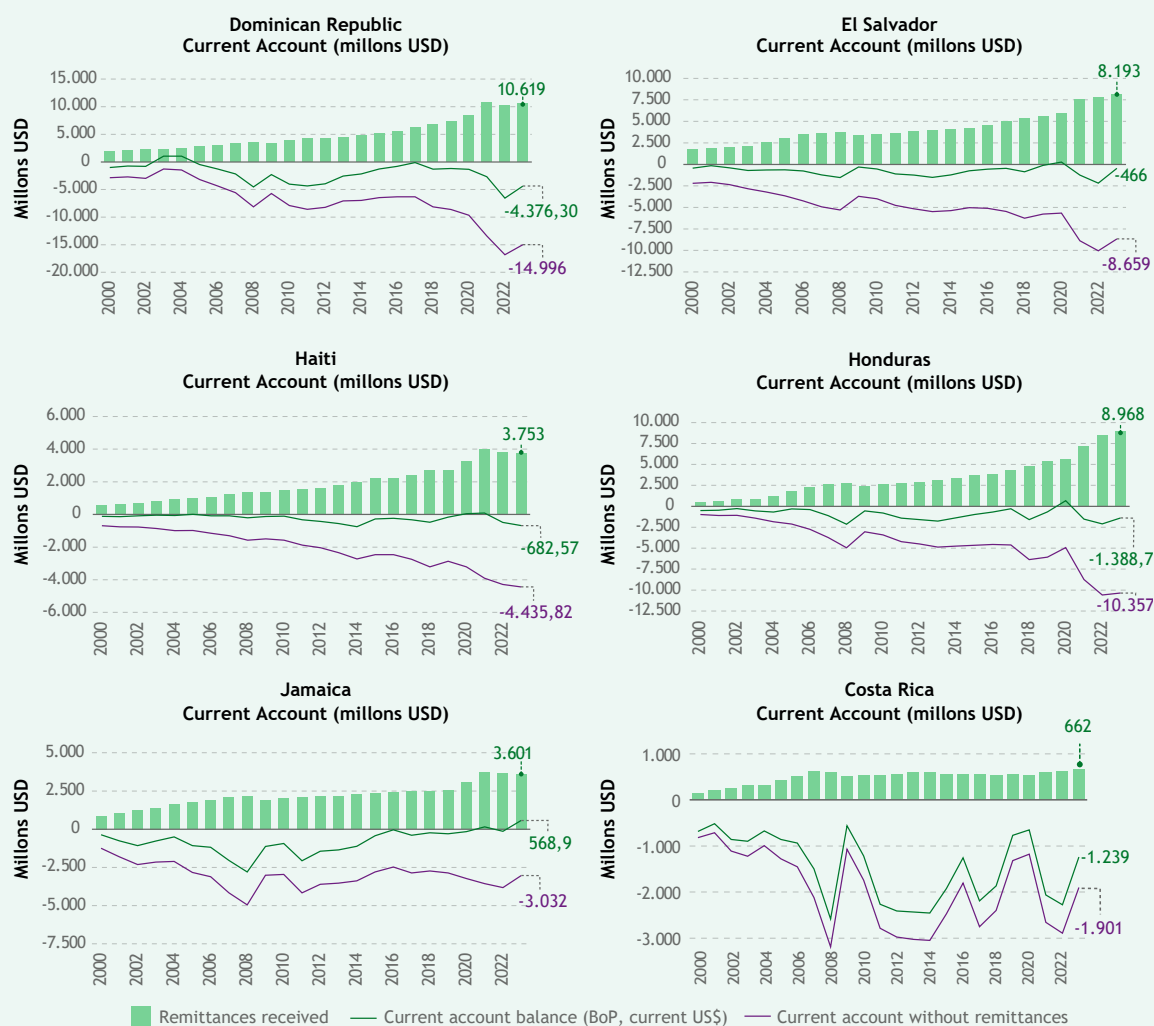 Dominican Republic
Current Account (millons USD)
Millons USD
15.000
10.000
5.000
0
-5.000
-10.000
-15.000
-20.000
10.619
-4.376,30
-14.996
2000 2002 2004 2006 2008 2010 2012 2014 2016 2018 2020 2022
El Salvador
Current Account (millons USD)
Millons USD
10.000
7.500
5.000
2.500
0
-2.500
-5.000
-7.500
-10.000
-12.500
8.193
-466
-8.659
2000 2002 2004 2006 2008 2010 2012 2014 2016 2018 2020 2022
Haiti
Current Account (millons USD)
Millons USD
6.000
4.000
2.000
0
-2.000
-4.000
-6.000
3.753
-682,57
-4.435,82
2000 2002 2004 2006 2008 2010 2012 2014 2016 2018 2020 2022
Honduras
Current Account (millons USD)
Millons USD
10.000
7.500
5.000
2.500
0
-2.500
-5.000
-7.500
-10.000
-12.500
8.968
-1.388,7
-10.357
2000 2002 2004 2006 2008 2010 2012 2014 2016 2018 2020 2022
Jamaica
Current Account (millons USD)
Millons USD
5.000
2.500
0
-2.500
-5.000
-7.500
3.601
568,9
-3.032
2000 2002 2004 2006 2008 2010 2012 2014 2016 2018 2020 2022
Costa Rica
Current Account (millons USD)
Millons USD
1.000
0
-1.000
-2.000
-3.000
662
-1.239
-1.901
2000 2002 2004 2006 2008 2010 2012 2014 2016 2018 2020 2022
Remittances received Current account balance (BoP, current US$) Current account without remittances